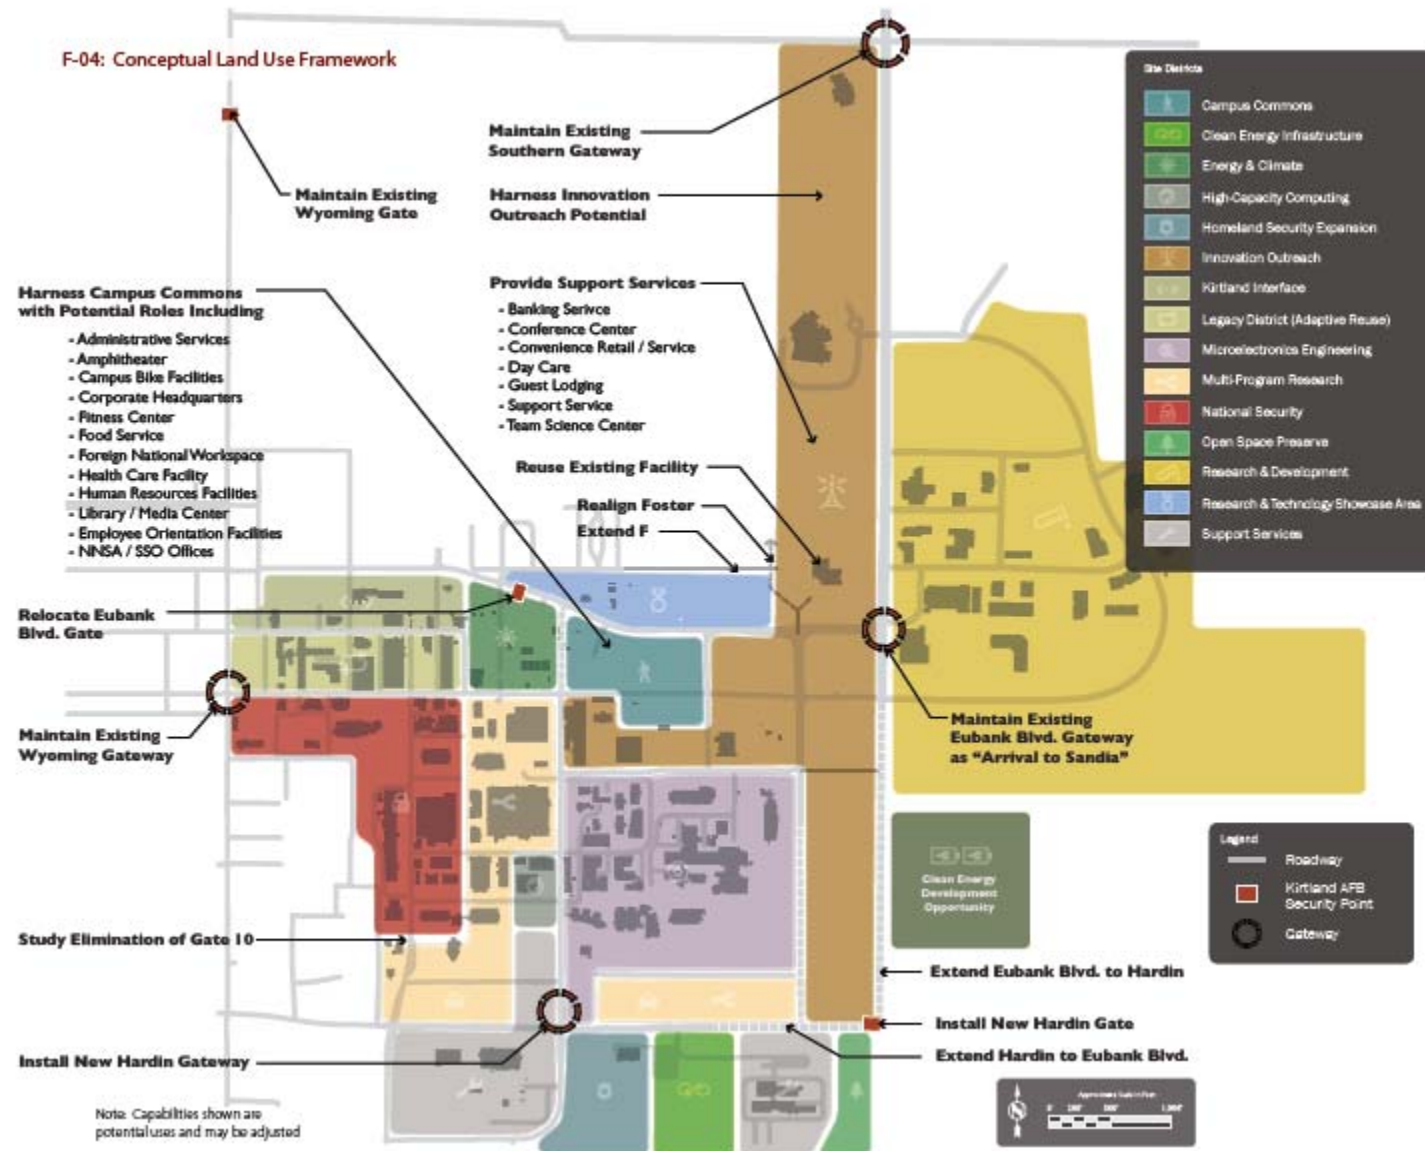 F-04: Conceptual Land Use Framework
Maintain Existing
Southern Gateway
Maintain Existing
Wyoming Gate
Harness Innovation
Outreach Potential
Harness Campus Commons
with Potential Roles Including
- Administrative Services
- Amphitheater
- Campus Bike Facilities
- Corporate Headquarters
- Fitness Center
- Food Service
- Foreign National Workspace
- Health Care Facility
- Human Resources Facilities
- Library / Media Center
- Employee Orientation Facilities
- NNSA / SSO Offices
Provide Support Services
- Banking Serivce
- Conference Center
- Convenience Retail / Service
- Day Care
- Guest Lodging
- Support Service
- Team Science Center
Reuse Existing Facility
Realign Foster
Extend F
Relocate Eubank
Blvd. Gate
Maintain Existing
Wyoming Gateway
Maintain Existing
Eubank Blvd. Gateway
as “Arrival to Sandia”
Clean Energy
Development
Opportunity
Study Elimination of Gate 10
Extend Eubank Blvd. to Hardin
Install New Hardin Gate
Extend Hardin to Eubank Blvd.
Install New Hardin Gateway
Note: Capabilities shown are
potential uses and may be adjusted
Site Districts
Campus Commons
Clean Energy Infrastructure
Energy & Climate
High-Capacity Computing
Homeland Security Expansion
Innovation Outreach
Kirtland Interface
Legacy District (Adaptive Reuse)
Microelectronics Engineering
Multi-Program Research
National Security
Open Space Preserve
Research & Development
Research & Technology Showcase Area
Support Services
Legend
Roadway
Kirtland AFB
Security Point
Gateway
N